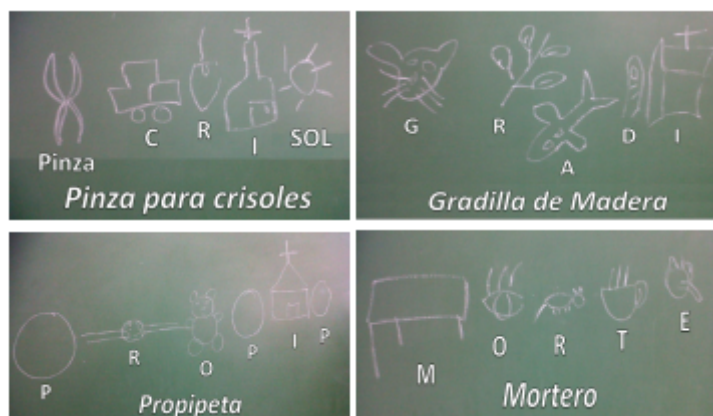 Pinza C R I SOL
Pinza para crisoles
G R A D I
Gradilla de Madera
P R O P I P
Propipeta
M O R T E
Mortero